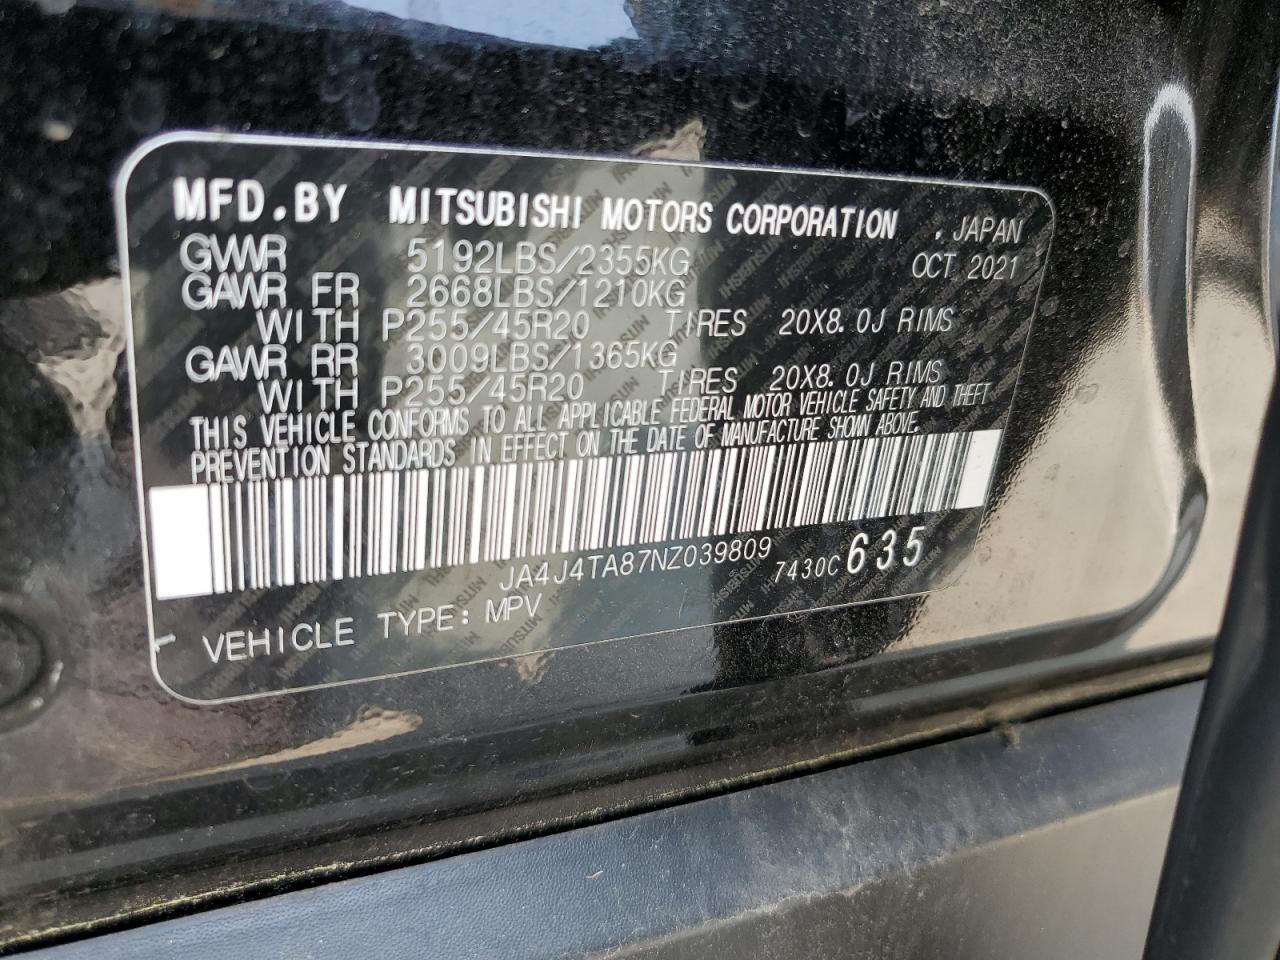 MFD.BY MITSUBISHI MOTORS CORPORATION, JAPAN
GVWR 5192LBS/2355KG OCT 2021
GAWR FR 2668LBS/1210KG
WITH P255/45R20 TIRES 20X8.0J RIMS
GAWR RR 3009LBS/1365KG
WITH P255/45R20 TIRES 20X8.0J RIMS
THIS VEHICLE CONFORMS TO ALL APPLICABLE FEDERAL MOTOR VEHICLE SAFETY AND THEFT
PREVENTION STANDARDS IN EFFECT ON THE DATE OF MANUFACTURE SHOWN ABOVE.
JA4J4TA87NZ039809 7430C 635
VEHICLE TYPE: MPV